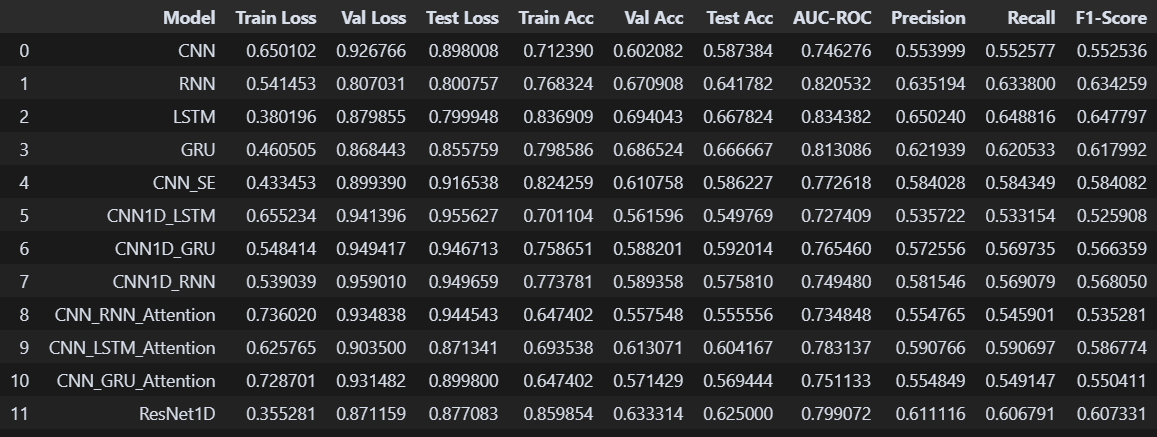 Model Train Loss Val Loss Test Loss Train Acc Val Acc Test Acc AUC-ROC Precision Recall F1-Score
0 CNN 0.650102 0.926766 0.898008 0.712390 0.602082 0.587384 0.746276 0.553999 0.552577 0.552536
1 RNN 0.541453 0.807031 0.800757 0.768324 0.670908 0.641782 0.820532 0.635194 0.633800 0.634259
2 LSTM 0.380196 0.879855 0.799948 0.836909 0.694043 0.667824 0.834382 0.650240 0.648816 0.647797
3 GRU 0.460505 0.868443 0.855759 0.798586 0.686524 0.666667 0.813086 0.621939 0.620533 0.617992
4 CNN_SE 0.433453 0.899390 0.916538 0.824259 0.610758 0.586227 0.772618 0.584028 0.584349 0.584082
5 CNN1D_LSTM 0.655234 0.941396 0.955627 0.701104 0.561596 0.549769 0.727409 0.535722 0.533154 0.525908
6 CNN1D_GRU 0.548414 0.949417 0.946713 0.758651 0.588201 0.592014 0.765460 0.572556 0.569735 0.566359
7 CNN1D_RNN 0.539039 0.959010 0.949659 0.773781 0.589358 0.575810 0.749480 0.581546 0.569079 0.568050
8 CNN_RNN_Attention 0.736020 0.934838 0.944543 0.647402 0.557548 0.555556 0.734848 0.554765 0.545901 0.535281
9 CNN_LSTM_Attention 0.625765 0.903500 0.871341 0.693538 0.613071 0.604167 0.783137 0.590766 0.590697 0.586774
10 CNN_GRU_Attention 0.728701 0.931482 0.899800 0.647402 0.571429 0.569444 0.751133 0.554849 0.549147 0.550411
11 ResNet1D 0.355281 0.871159 0.877083 0.859854 0.633314 0.625000 0.799072 0.611116 0.606791 0.607331